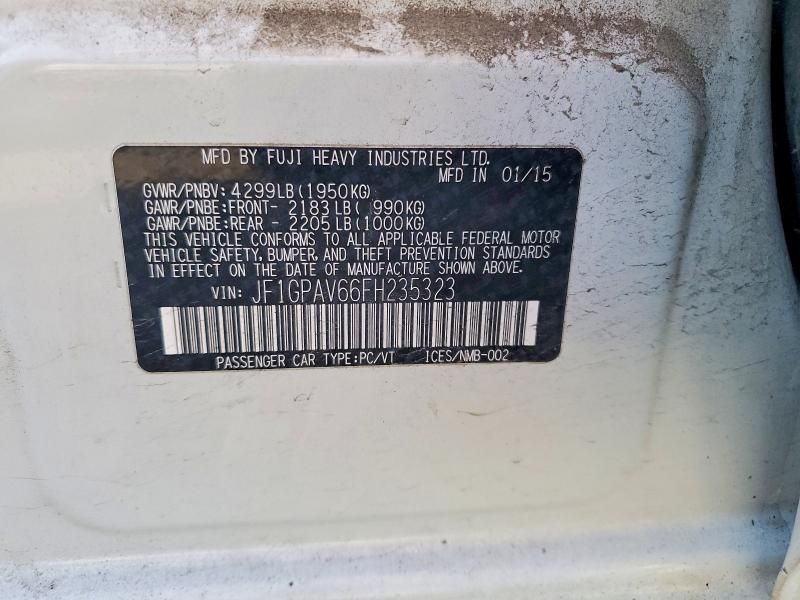 MFD BY FUJI HEAVY INDUSTRIES LTD.
MFD IN 01/15
GVWR/PNBV: 4299LB(1950KG)
GAWR/PNBE:FRONT- 2183LB( 990KG)
GAWR/PNBE:REAR - 2205LB(1000KG)
THIS VEHICLE CONFORMS TO ALL APPLICABLE FEDERAL MOTOR
VEHICLE SAFETY, BUMPER, AND THEFT PREVENTION STANDARDS
IN EFFECT ON THE DATE OF MANUFACTURE SHOWN ABOVE.
VIN: JF1GPAV66FH235323
PASSENGER CAR TYPE:PC/VT ICES/NMB-002